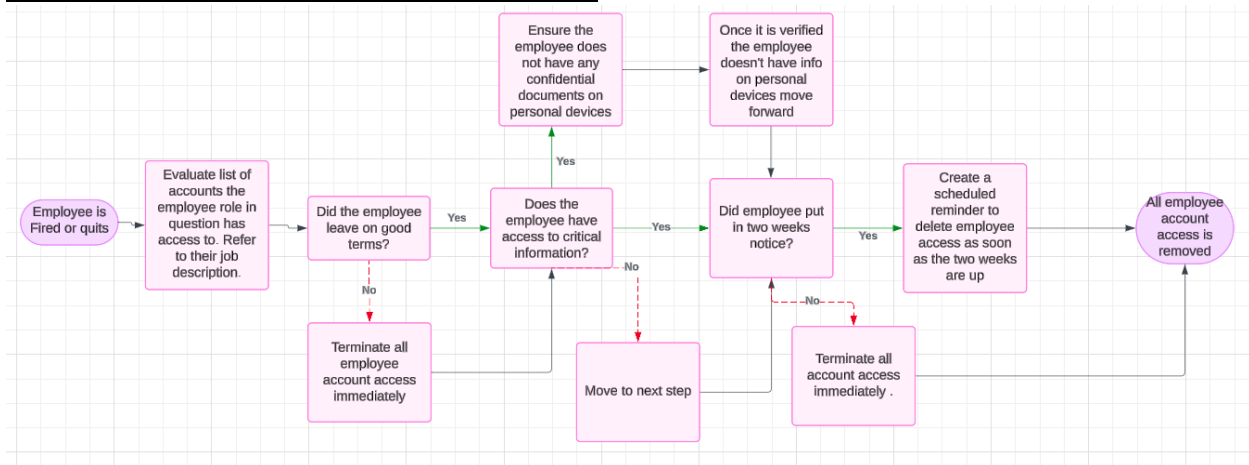 Employee is
Fired or quits
Evaluate list of
accounts the
employee role in
question has
access to. Refer
to their job
description.
Did the employee
leave on good
terms?
Yes
No
Terminate all
employee
account access
immediately
Does the
employee have
access to critical
information?
Yes
Ensure the
employee does
not have any
confidential
documents on
personal devices
Once it is verified
the employee
doesn't have info
on personal
devices move
forward
Yes
No
Move to next step
Did employee put
in two weeks
notice?
Yes
No
Terminate all
account access
immediately .
Create a
scheduled
reminder to
delete employee
access as soon
as the two weeks
are up
All employee
account
access is
removed